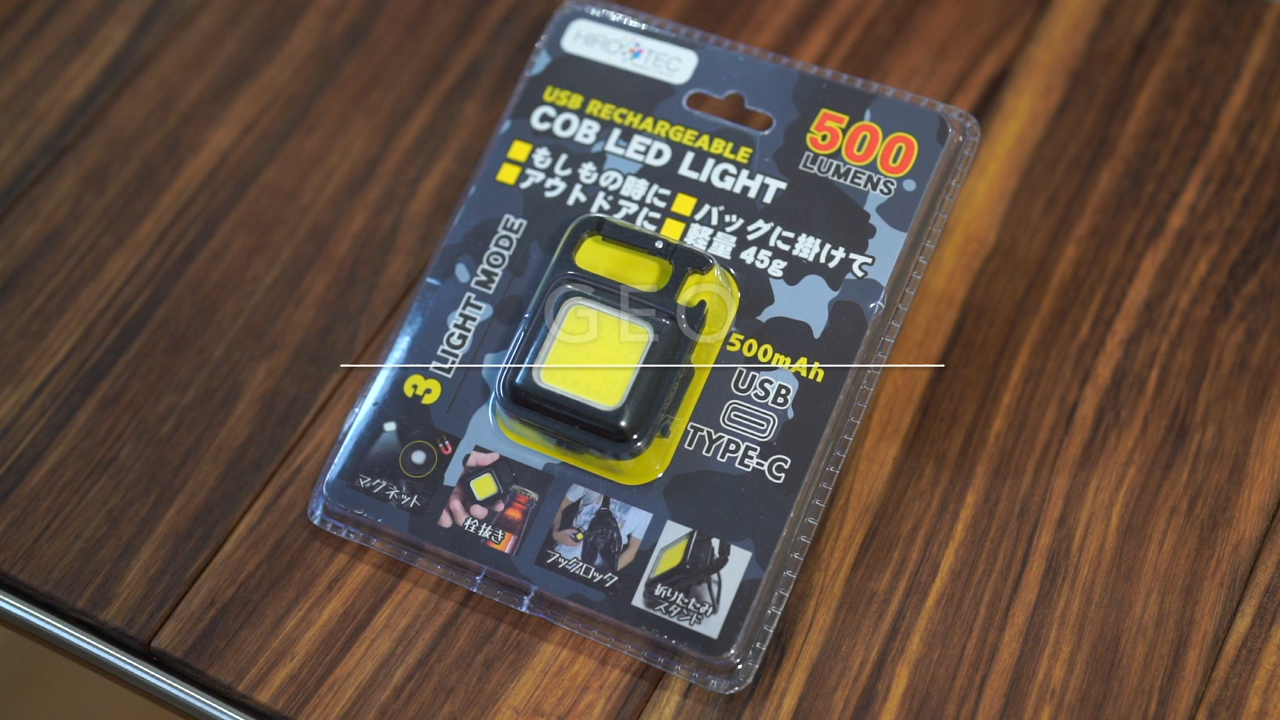 HIRO TEC
USB RECHARGEABLE
COB LED LIGHT
500
LUMENS
■もしもの時に ■バッグに掛けて
■アウトドアに ■軽量 45g
3 LIGHT MODE
GEO
500mAh
USB
TYPE-C
マグネット
栓抜き
フックロック
折りたたみ
スタンド